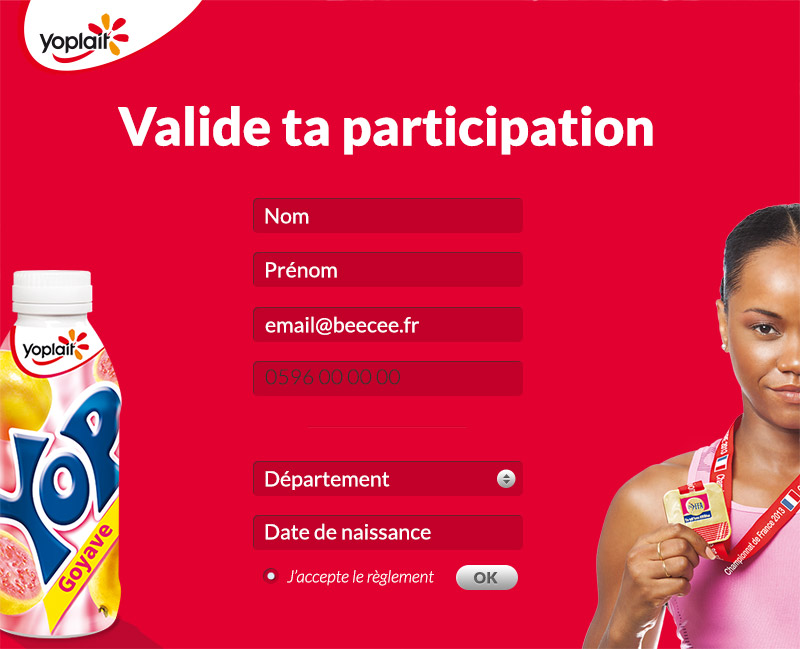 yoplait
Valide ta participation
Nom
Prénom
email@beecee.fr
0596 00 00 00
Département
Date de naissance
J'accepte le règlement OK
yoplait
YOP
Goyave
Championnat de France 2013